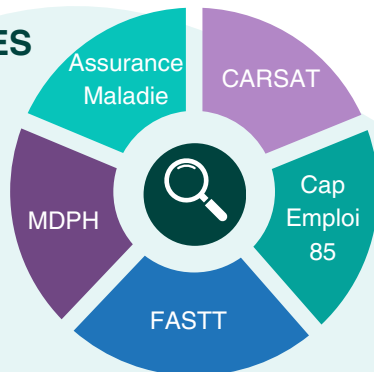 ES
Assurance
Maladie
CARSAT
MDPH
Cap
Emploi
85
FASTT